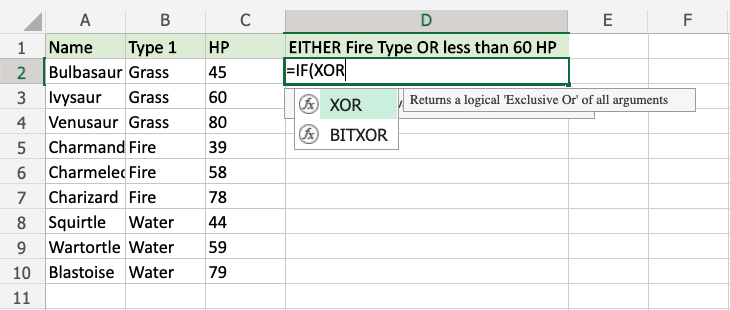 A B C D E F
1 Name Type 1 HP EITHER Fire Type OR less than 60 HP
2 Bulbasaur Grass 45 =IF(XOR
3 Ivysaur Grass 60 XOR Returns a logical 'Exclusive Or' of all arguments
4 Venusaur Grass 80 BITXOR
5 Charmand Fire 39
6 Charmele Fire 58
7 Charizard Fire 78
8 Squirtle Water 44
9 Wartortle Water 59
10 Blastoise Water 79
11